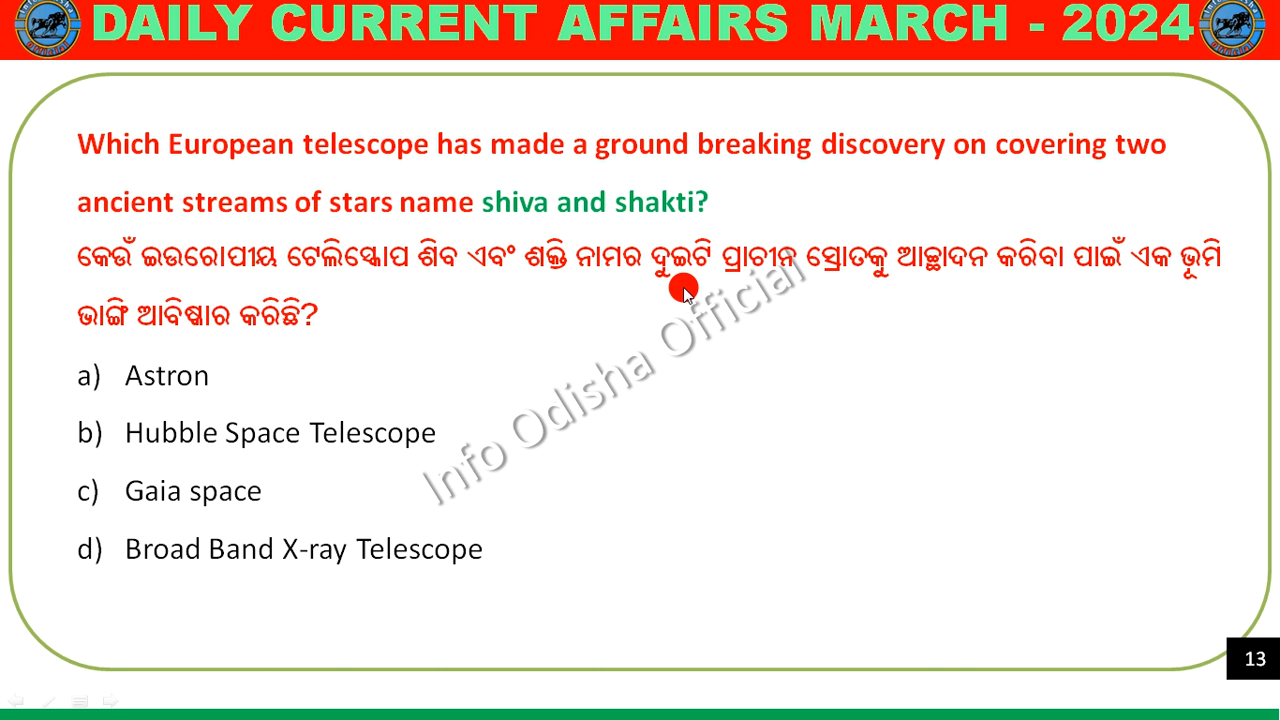 DAILY CURRENT AFFAIRS MARCH - 2024
Which European telescope has made a ground breaking discovery on covering two
ancient streams of stars name shiva and shakti?
କେଉଁ ଇଉରୋପୀୟ ଟେଲିସ୍କୋପ ଶିବ ଏବଂ ଶକ୍ତି ନାମର ଦୁଇଟି ପ୍ରାଚୀନ ସ୍ରୋତକୁ ଆଚ୍ଛାଦନ କରିବା ପାଇଁ ଏକ ଭୂମି
ଭାଙ୍ଗି ଆବିଷ୍କାର କରିଛି?
a) Astron
b) Hubble Space Telescope
c) Gaia space
d) Broad Band X-ray Telescope
Info Odisha Official
13